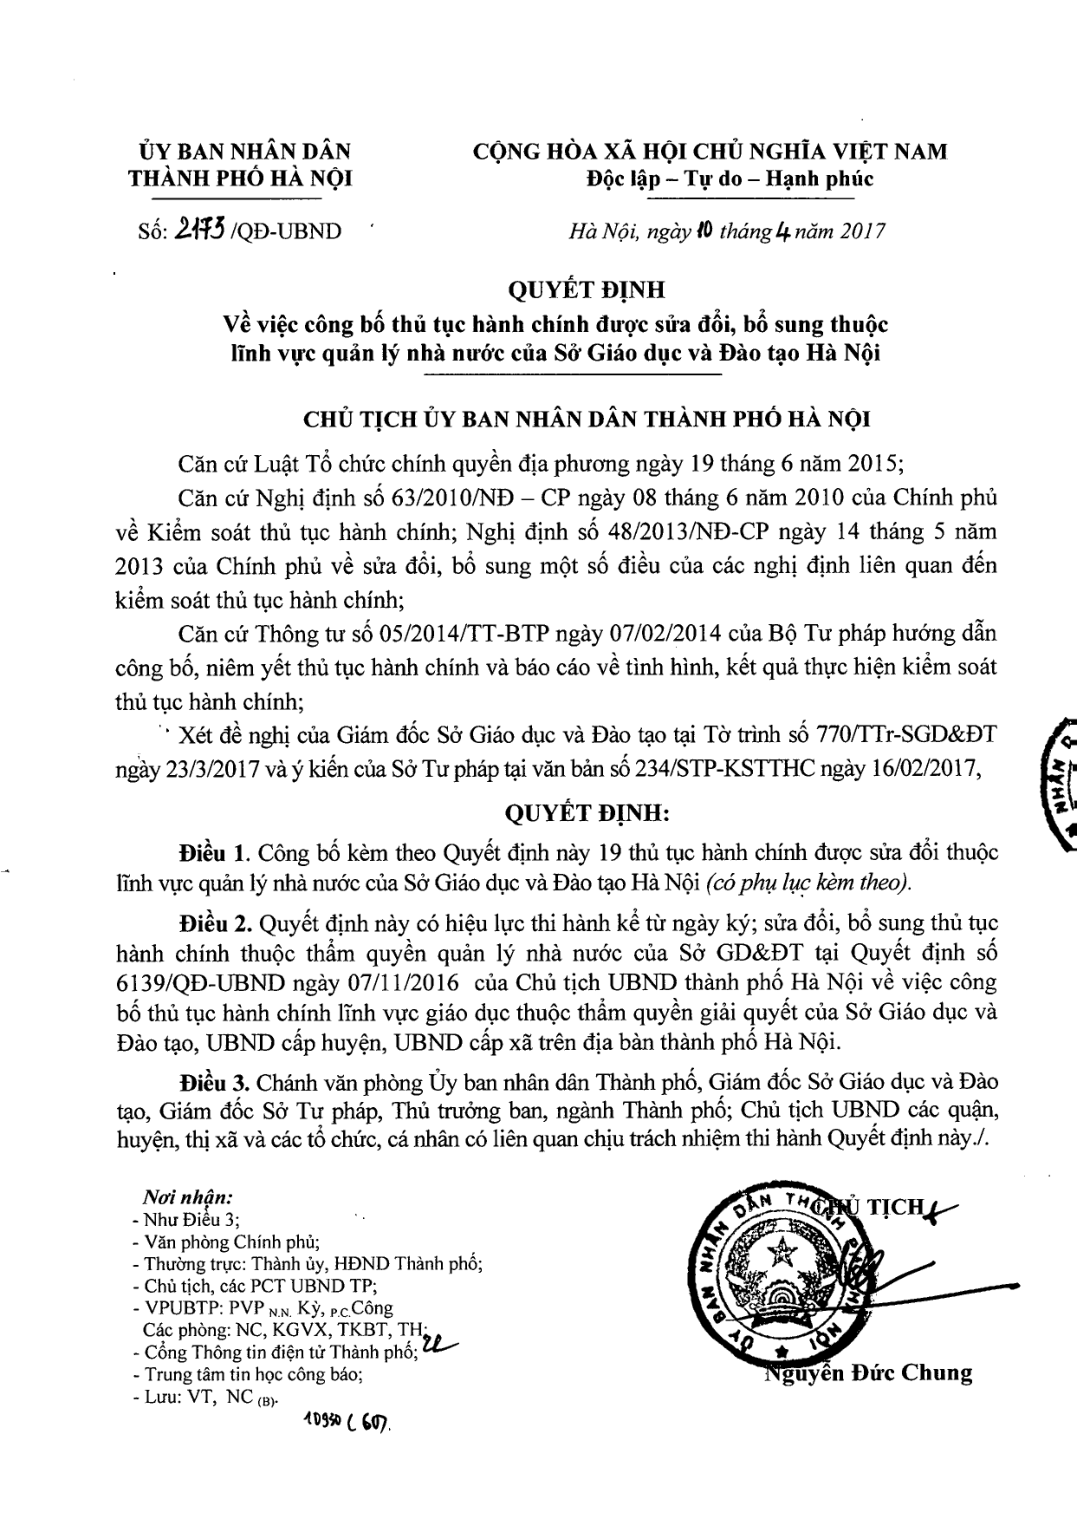 ỦY BAN NHÂN DÂN
THÀNH PHỐ HÀ NỘI
CỘNG HÒA XÃ HỘI CHỦ NGHĨA VIỆT NAM
Độc lập – Tự do – Hạnh phúc
Số: 2173/QĐ-UBND
Hà Nội, ngày 10 tháng 4 năm 2017
QUYẾT ĐỊNH
Về việc công bố thủ tục hành chính được sửa đổi, bổ sung thuộc
lĩnh vực quản lý nhà nước của Sở Giáo dục và Đào tạo Hà Nội
CHỦ TỊCH ỦY BAN NHÂN DÂN THÀNH PHỐ HÀ NỘI
Căn cứ Luật Tổ chức chính quyền địa phương ngày 19 tháng 6 năm 2015;
Căn cứ Nghị định số 63/2010/NĐ – CP ngày 08 tháng 6 năm 2010 của Chính phủ
về Kiểm soát thủ tục hành chính; Nghị định số 48/2013/NĐ-CP ngày 14 tháng 5 năm
2013 của Chính phủ về sửa đổi, bổ sung một số điều của các nghị định liên quan đến
kiểm soát thủ tục hành chính;
Căn cứ Thông tư số 05/2014/TT-BTP ngày 07/02/2014 của Bộ Tư pháp hướng dẫn
công bố, niêm yết thủ tục hành chính và báo cáo về tình hình, kết quả thực hiện kiểm soát
thủ tục hành chính;
Xét đề nghị của Giám đốc Sở Giáo dục và Đào tạo tại Tờ trình số 770/TTr-SGD&ĐT
ngày 23/3/2017 và ý kiến của Sở Tư pháp tại văn bản số 234/STP-KSTTHC ngày 16/02/2017,
QUYẾT ĐỊNH:
Điều 1. Công bố kèm theo Quyết định này 19 thủ tục hành chính được sửa đổi thuộc
lĩnh vực quản lý nhà nước của Sở Giáo dục và Đào tạo Hà Nội (có phụ lục kèm theo).
Điều 2. Quyết định này có hiệu lực thi hành kể từ ngày ký; sửa đổi, bổ sung thủ tục
hành chính thuộc thẩm quyền quản lý nhà nước của Sở GD&ĐT tại Quyết định số
6139/QĐ-UBND ngày 07/11/2016 của Chủ tịch UBND thành phố Hà Nội về việc công
bố thủ tục hành chính lĩnh vực giáo dục thuộc thẩm quyền giải quyết của Sở Giáo dục và
Đào tạo, UBND cấp huyện, UBND cấp xã trên địa bàn thành phố Hà Nội.
Điều 3. Chánh văn phòng Ủy ban nhân dân Thành phố, Giám đốc Sở Giáo dục và Đào
tạo, Giám đốc Sở Tư pháp, Thủ trưởng ban, ngành Thành phố; Chủ tịch UBND các quận,
huyện, thị xã và các tổ chức, cá nhân có liên quan chịu trách nhiệm thi hành Quyết định này./.
Nơi nhận:
- Như Điều 3;
- Văn phòng Chính phủ;
- Thường trực: Thành ủy, HĐND Thành phố;
- Chủ tịch, các PCT UBND TP;
- VPUBTP: PVP N.N. Kỳ, P.C.Công
Các phòng: NC, KGVX, TKBT, TH;
- Cổng Thông tin điện tử Thành phố;
- Trung tâm tin học công báo;
- Lưu: VT, NC (B).
CHỦ TỊCH
ỦY BAN NHÂN DÂN THÀNH PHỐ HÀ NỘI
Nguyễn Đức Chung
NHÂN D